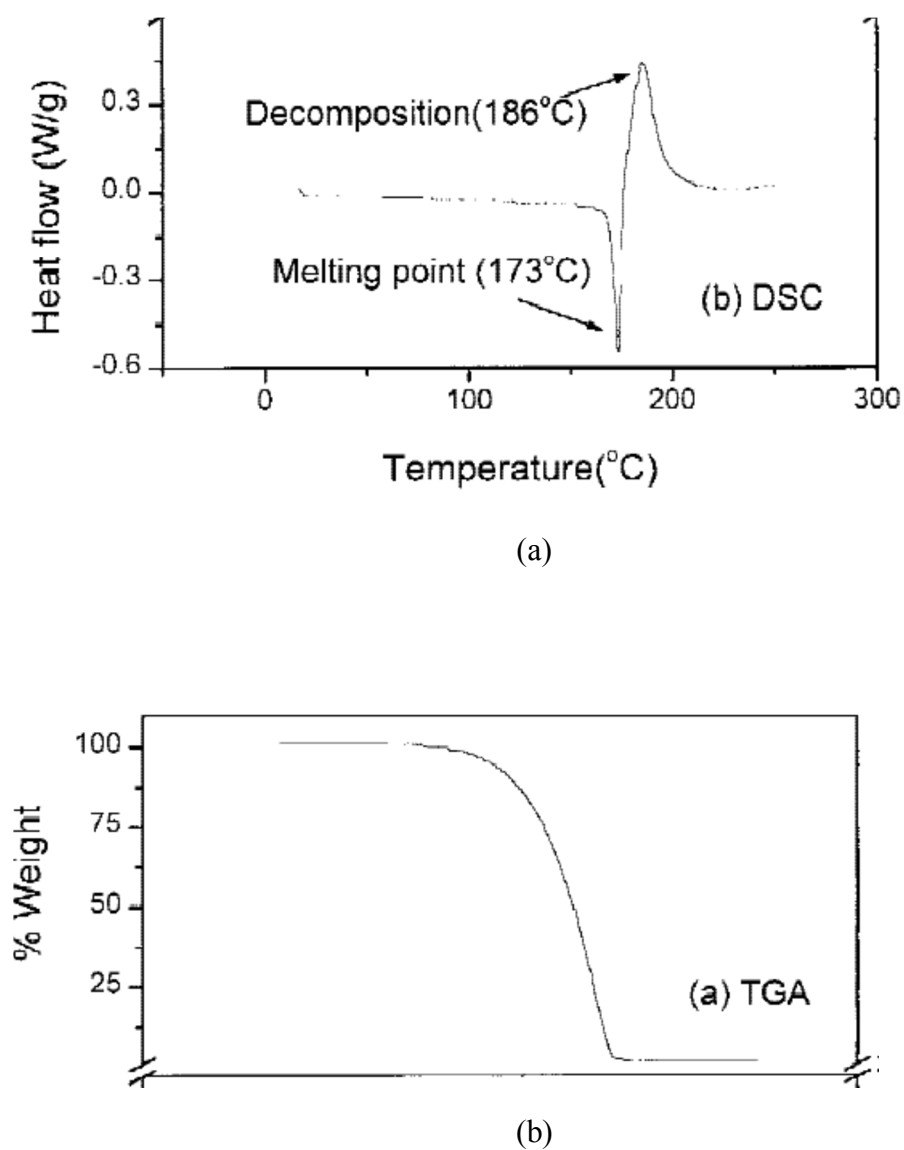 0.3
0.0
-0.3
-0.6
Heat flow (W/g)
Decomposition(186°C)
Melting point (173°C)
(b) DSC
0
100
200
300
Temperature(°C)
(a)
100
75
50
25
% Weight
(a) TGA
(b)